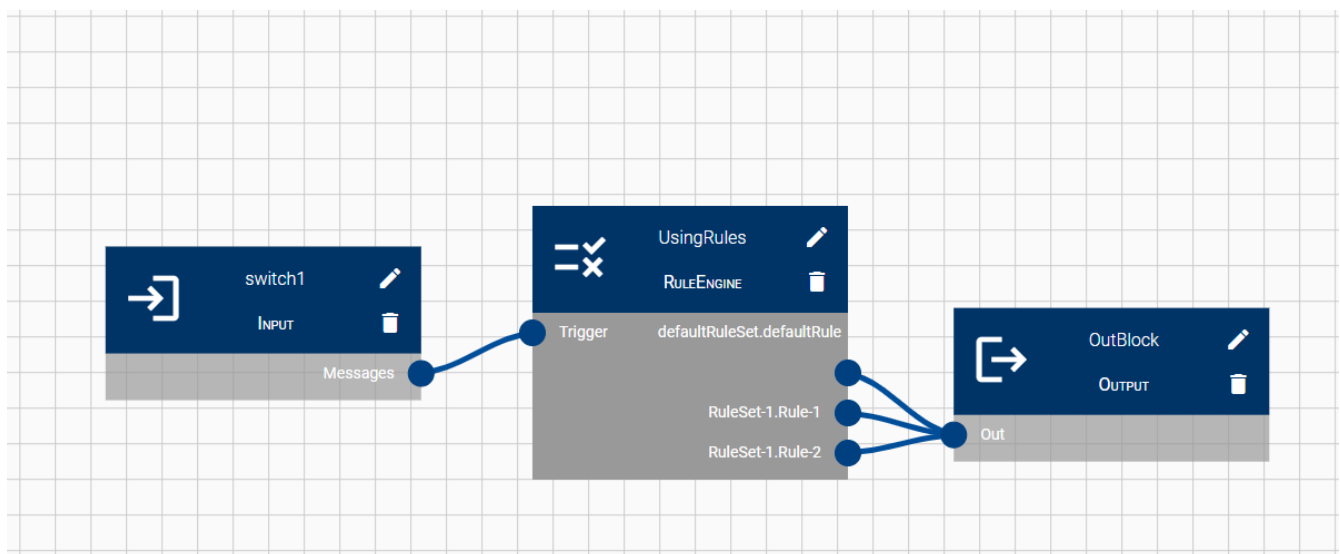 switch1
Input
Messages
UsingRules
RuleEngine
Trigger
defaultRuleSet.defaultRule
RuleSet-1.Rule-1
RuleSet-1.Rule-2
OutBlock
Output
Out